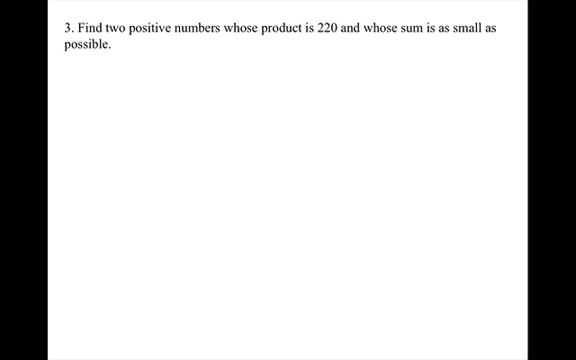 3. Find two positive numbers whose product is 220 and whose sum is as small as
possible.